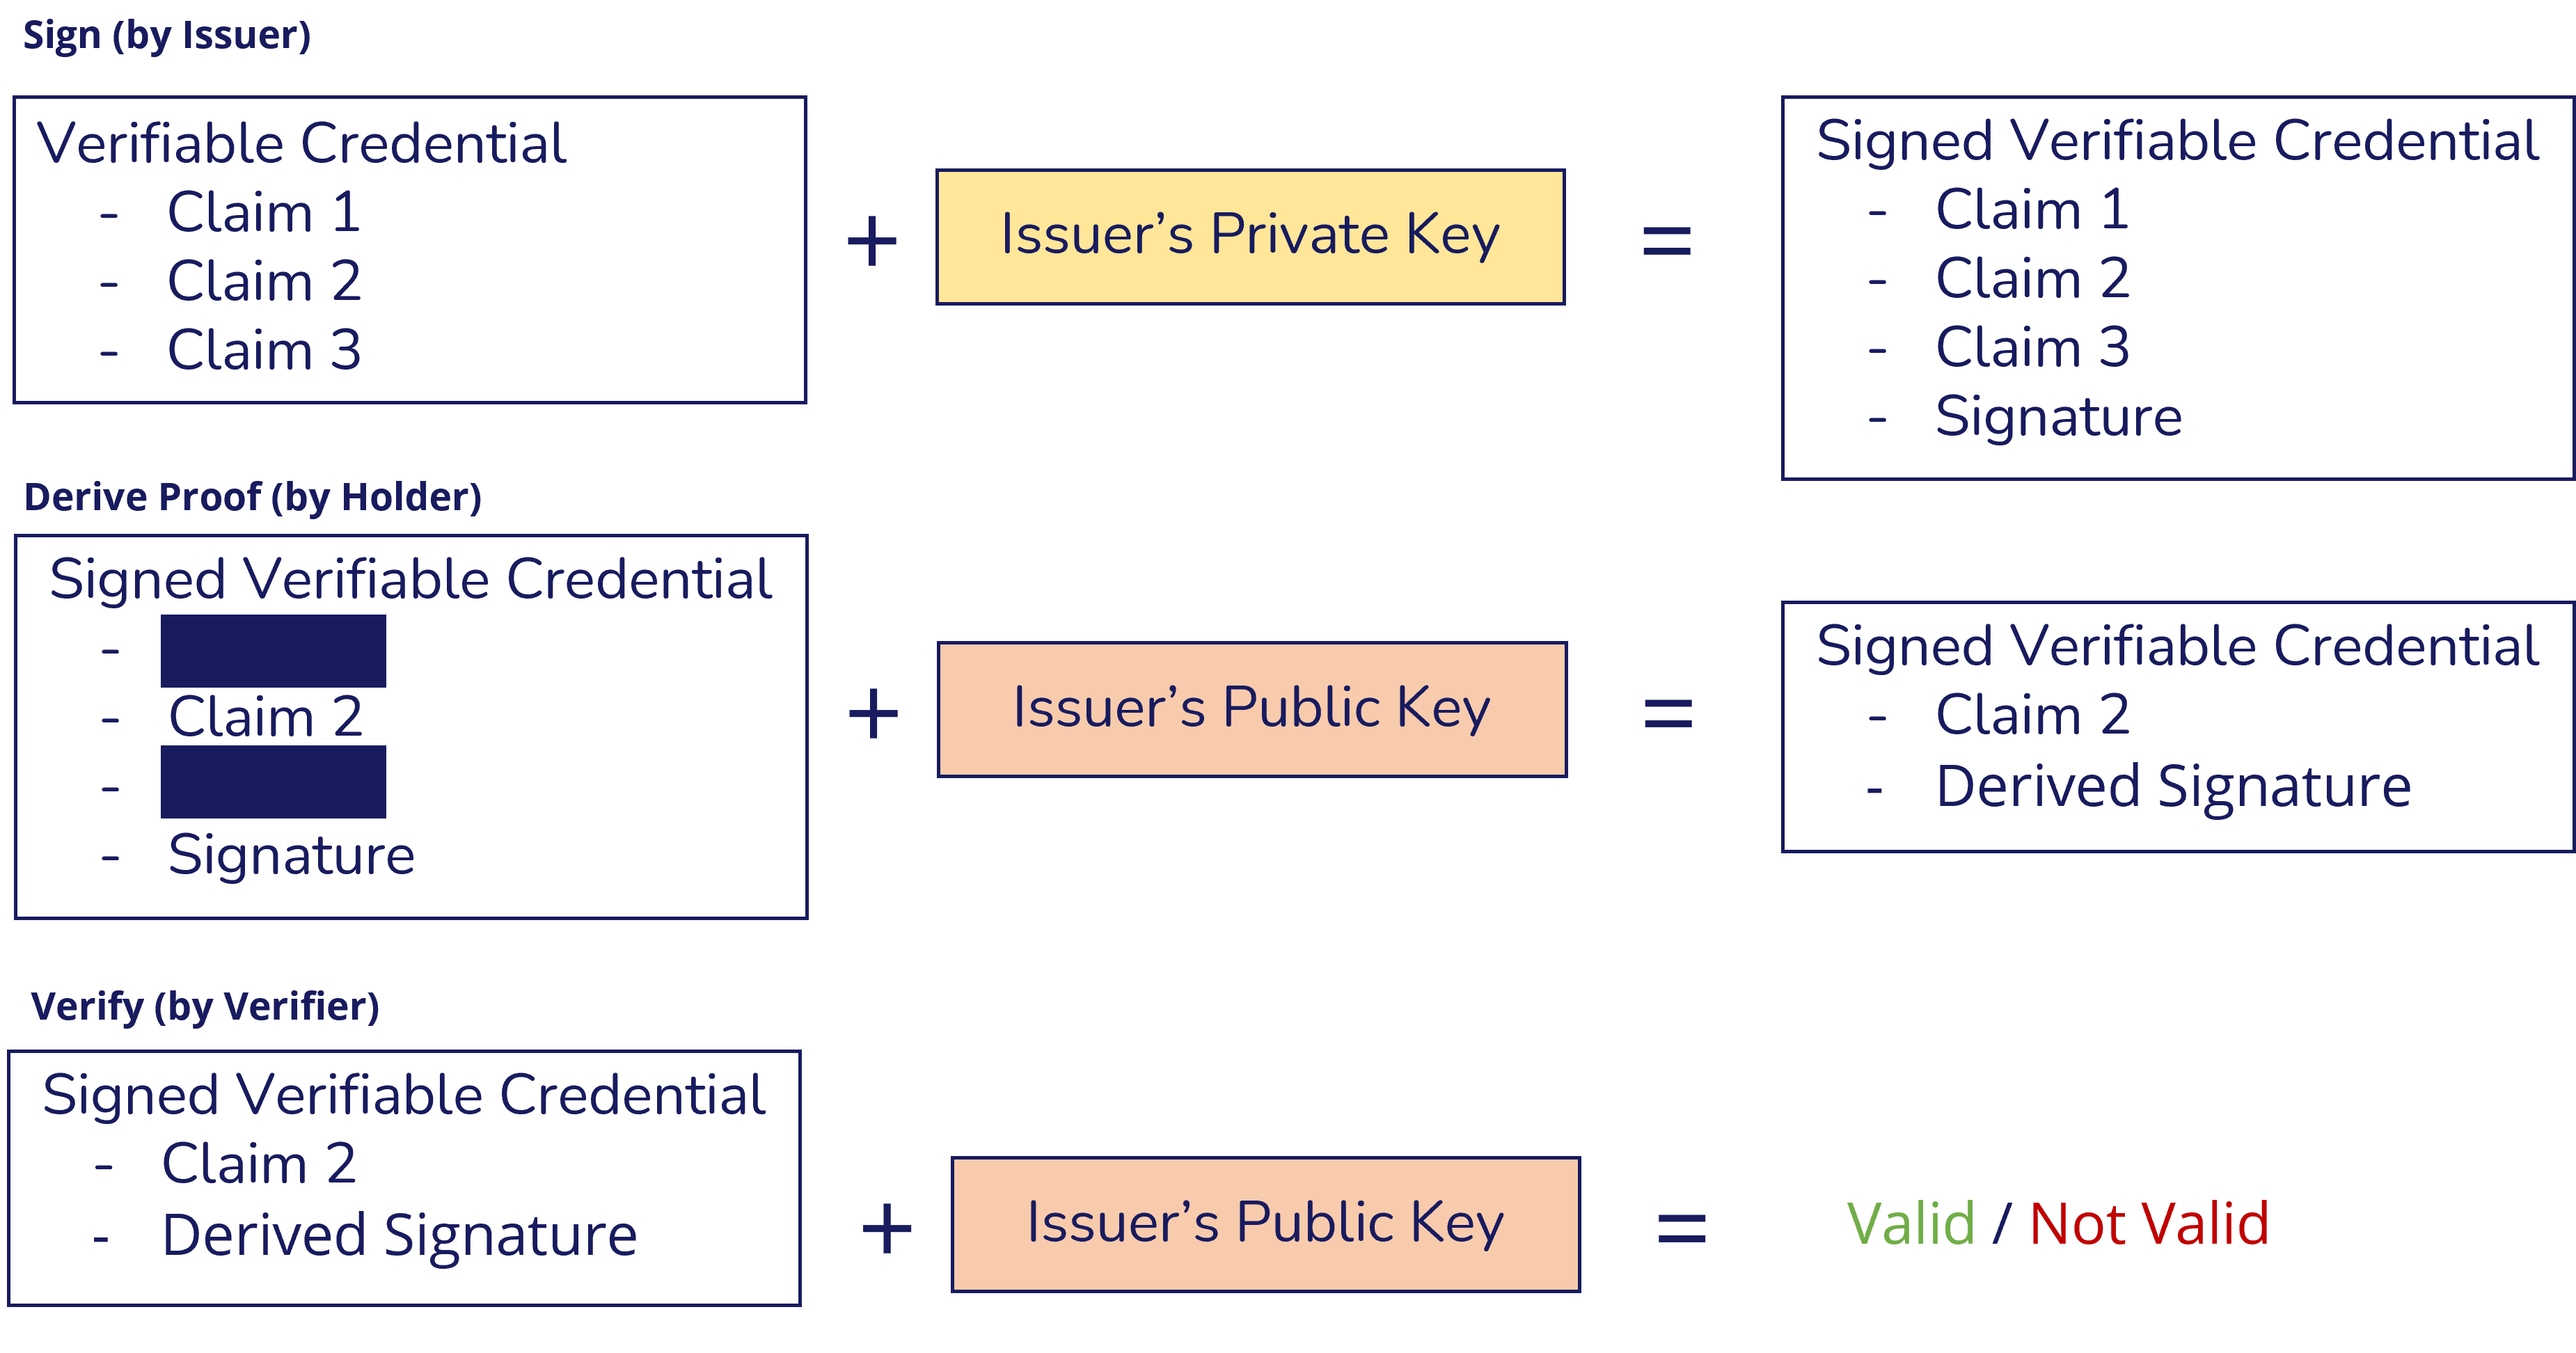 Sign (by Issuer)
Verifiable Credential
- Claim 1
- Claim 2
- Claim 3
+
Issuer’s Private Key
=
Signed Verifiable Credential
- Claim 1
- Claim 2
- Claim 3
- Signature
Derive Proof (by Holder)
Signed Verifiable Credential
-
- Claim 2
-
- Signature
+
Issuer’s Public Key
=
Signed Verifiable Credential
- Claim 2
- Derived Signature
Verify (by Verifier)
Signed Verifiable Credential
- Claim 2
- Derived Signature
+
Issuer’s Public Key
=
Valid / Not Valid